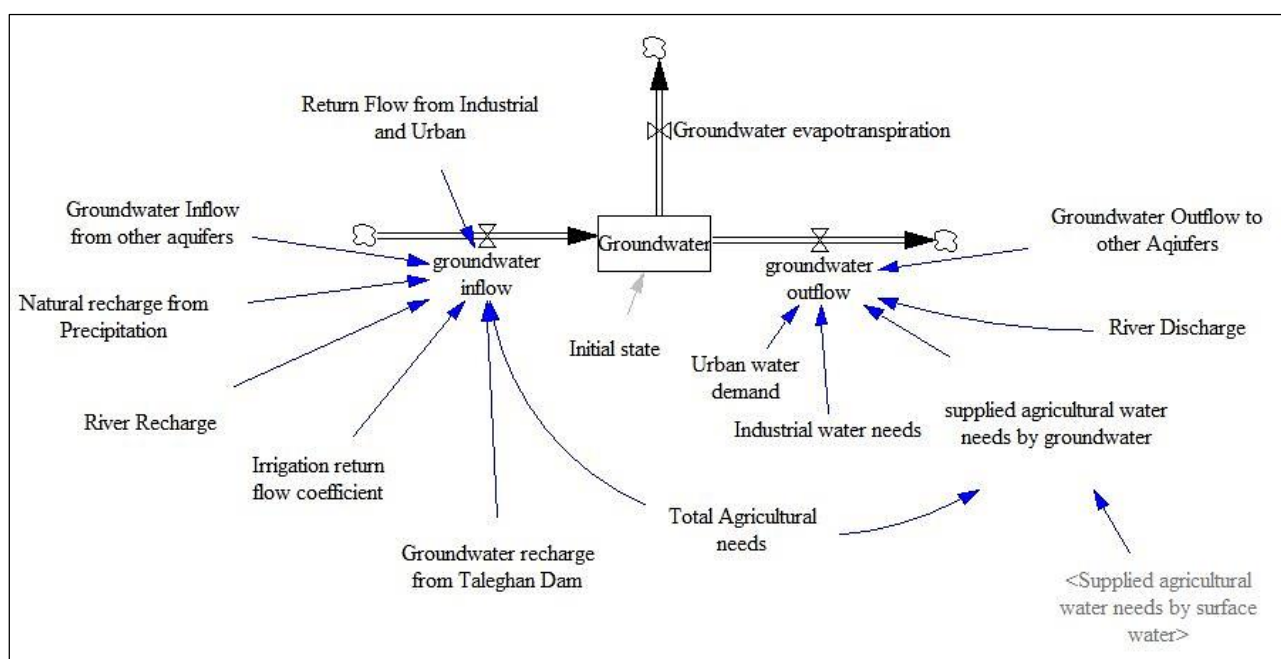 Return Flow from Industrial
and Urban
Groundwater evapotranspiration
Groundwater Inflow
from other aquifers
Groundwater
Groundwater Outflow to
other Aqiufers
groundwater
inflow
groundwater
outflow
Natural recharge from
Precipitation
Initial state
River Discharge
Urban water
demand
River Recharge
Industrial water needs
supplied agricultural water
needs by groundwater
Irrigation return
flow coefficient
Total Agricultural
needs
Groundwater recharge
from Taleghan Dam
<Supplied agricultural
water needs by surface
water>